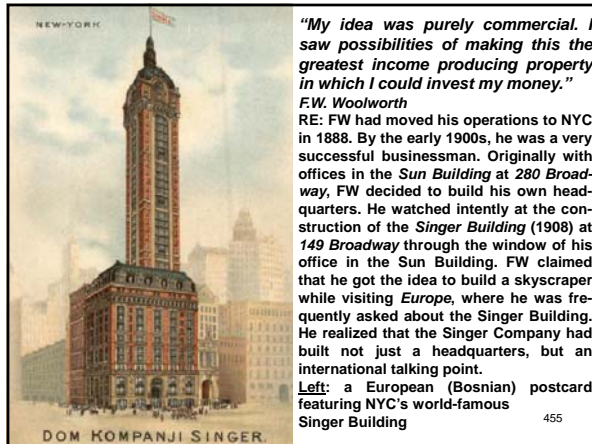 NEW-YORK
DOM KOMPANJI SINGER.
"My idea was purely commercial. I
saw possibilities of making this the
greatest income producing property
in which I could invest my money."
F.W. Woolworth
RE: FW had moved his operations to NYC
in 1888. By the early 1900s, he was a very
successful businessman. Originally with
offices in the Sun Building at 280 Broad-
way, FW decided to build his own head-
quarters. He watched intently at the con-
struction of the Singer Building (1908) at
149 Broadway through the window of his
office in the Sun Building. FW claimed
that he got the idea to build a skyscraper
while visiting Europe, where he was fre-
quently asked about the Singer Building.
He realized that the Singer Company had
built not just a headquarters, but an
international talking point.
Left: a European (Bosnian) postcard
featuring NYC's world-famous
Singer Building
455